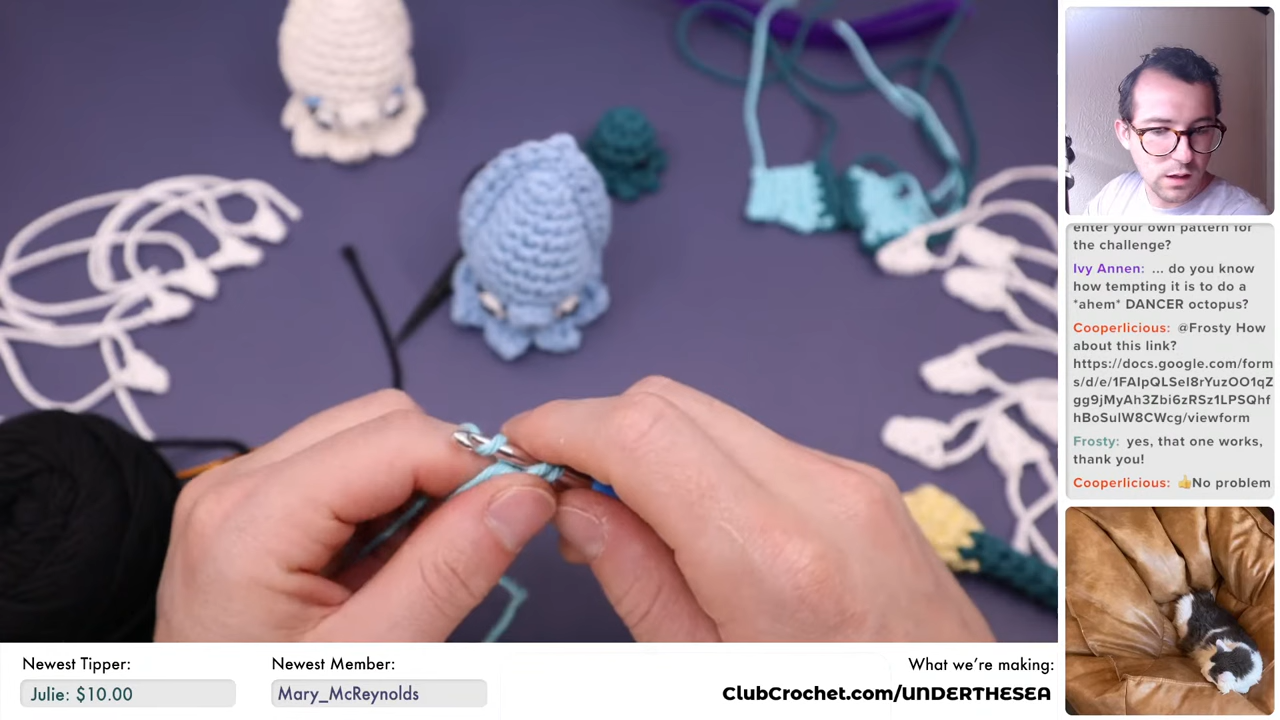 enter your own pattern for
the challenge?
Ivy Annen: ... do you know
how tempting it is to do a
*ahem* DANCER octopus?
Cooperlicious: @Frosty How
about this link?
https://docs.google.com/form
s/d/e/1FAIpQLSeI8rYuzOO1qZ
gg9jMyAh3Zbi6zRSz1LPSQhf
hBoSuIW8CWcg/viewform
Frosty: yes, that one works,
thank you!
Cooperlicious: 👍No problem
Newest Tipper:
Julie: $10.00
Newest Member:
Mary_McReynolds
What we're making:
ClubCrochet.com/UNDERTHESEA